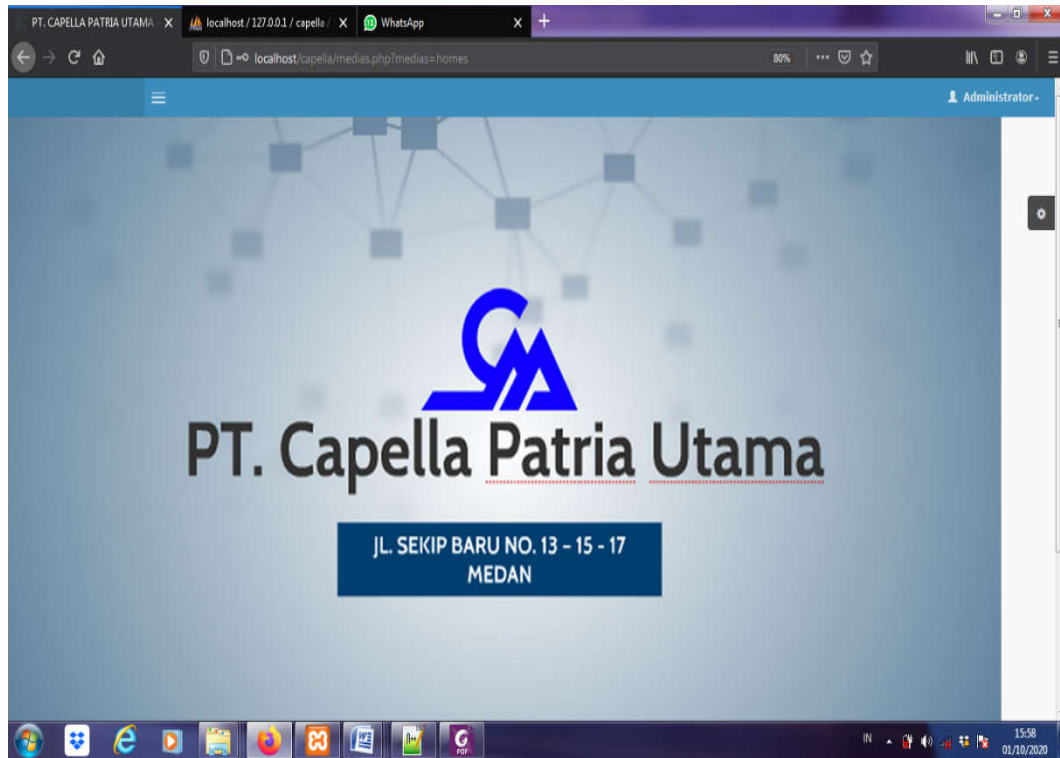 PT. CAPELLA PATRIA UTAMA
localhost / 127.0.0.1 / capella /
WhatsApp
localhost/capella/medias.php?medias=homes
80%
Administrator
PT. Capella Patria Utama
JL. SEKIP BARU NO. 13 – 15 - 17
MEDAN
IN
15:58
01/10/2020